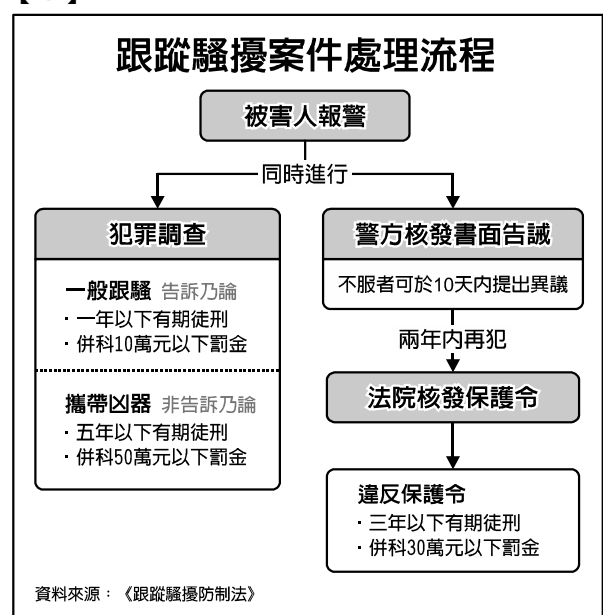 跟蹤騷擾案件處理流程
被害人報警
同時進行
犯罪調查
一般跟騷 告訴乃論
・一年以下有期徒刑
・併科10萬元以下罰金
攜帶凶器 非告訴乃論
・五年以下有期徒刑
・併科50萬元以下罰金
警方核發書面告誡
不服者可於10天內提出異議
兩年內再犯
法院核發保護令
違反保護令
・三年以下有期徒刑
・併科30萬元以下罰金
資料來源：《跟蹤騷擾防制法》